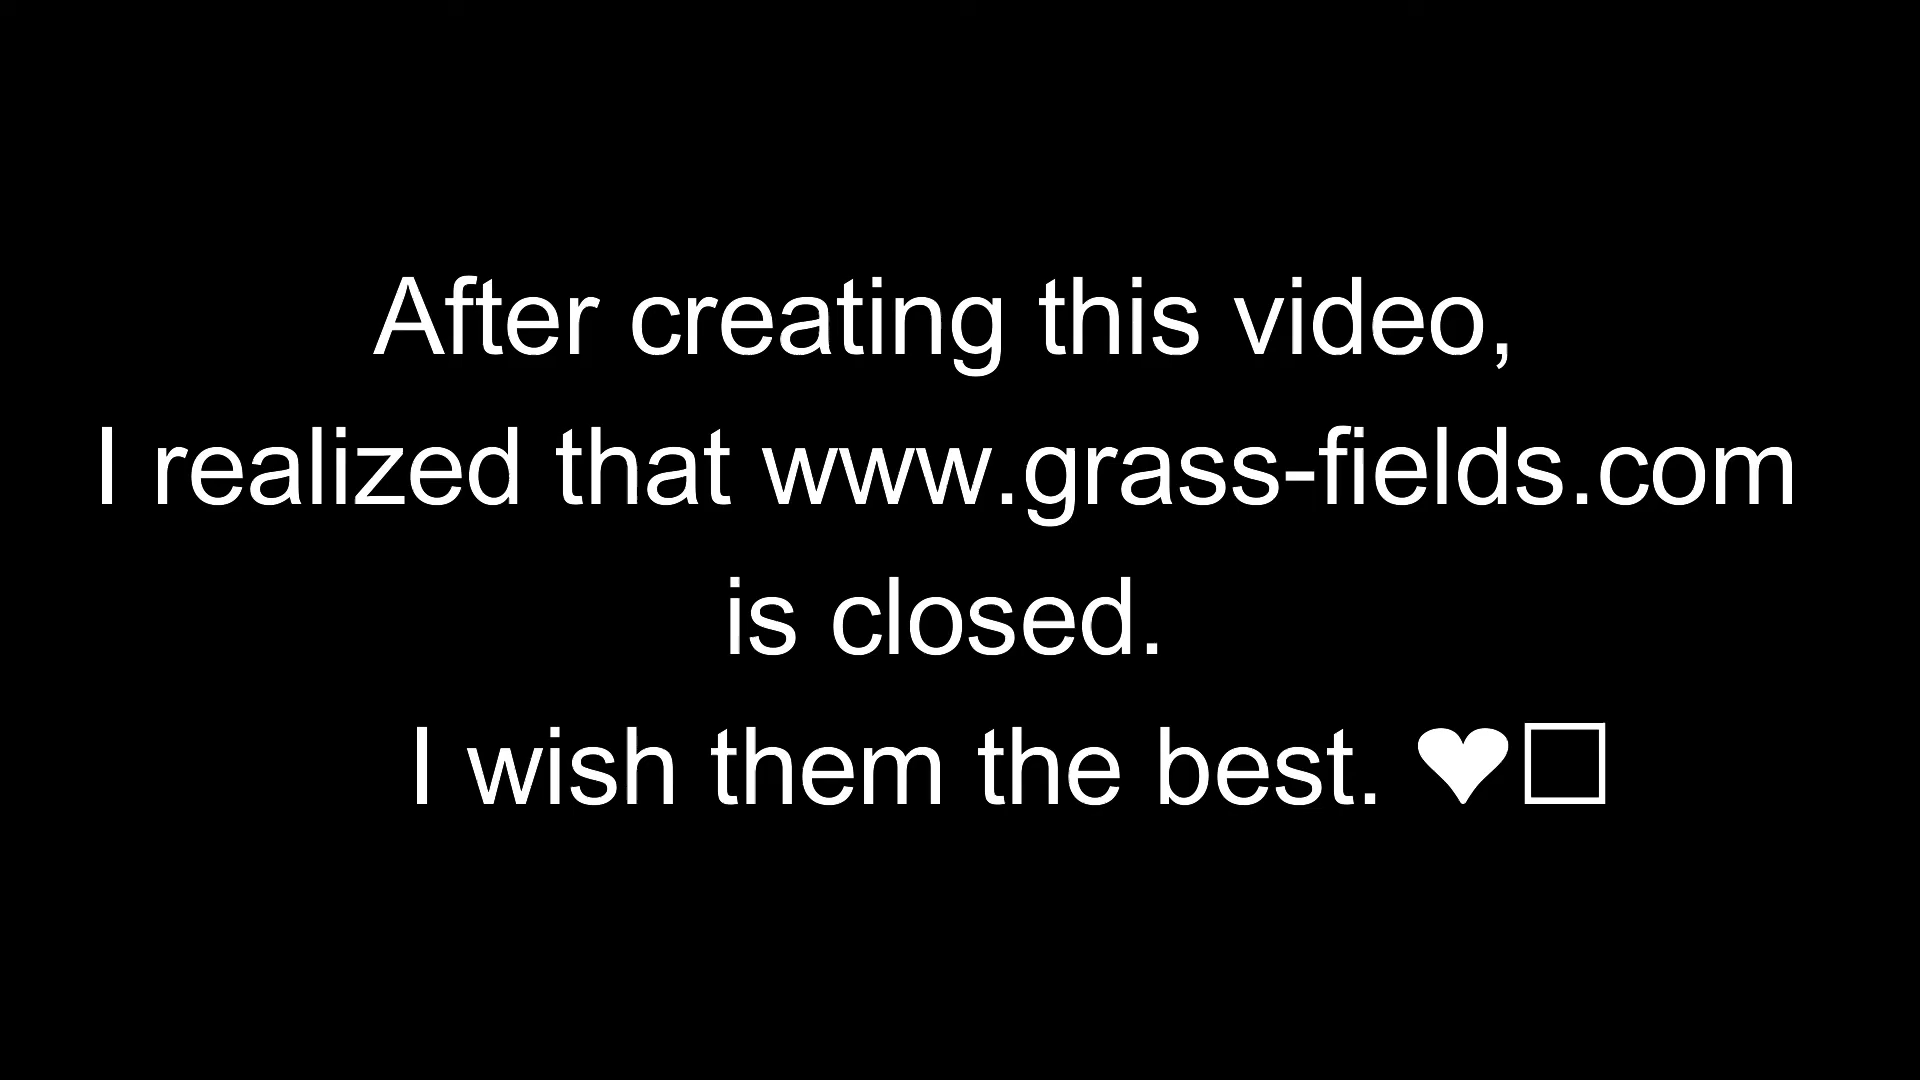 After creating this video,
I realized that www.grass-fields.com
is closed.
I wish them the best. ❤□